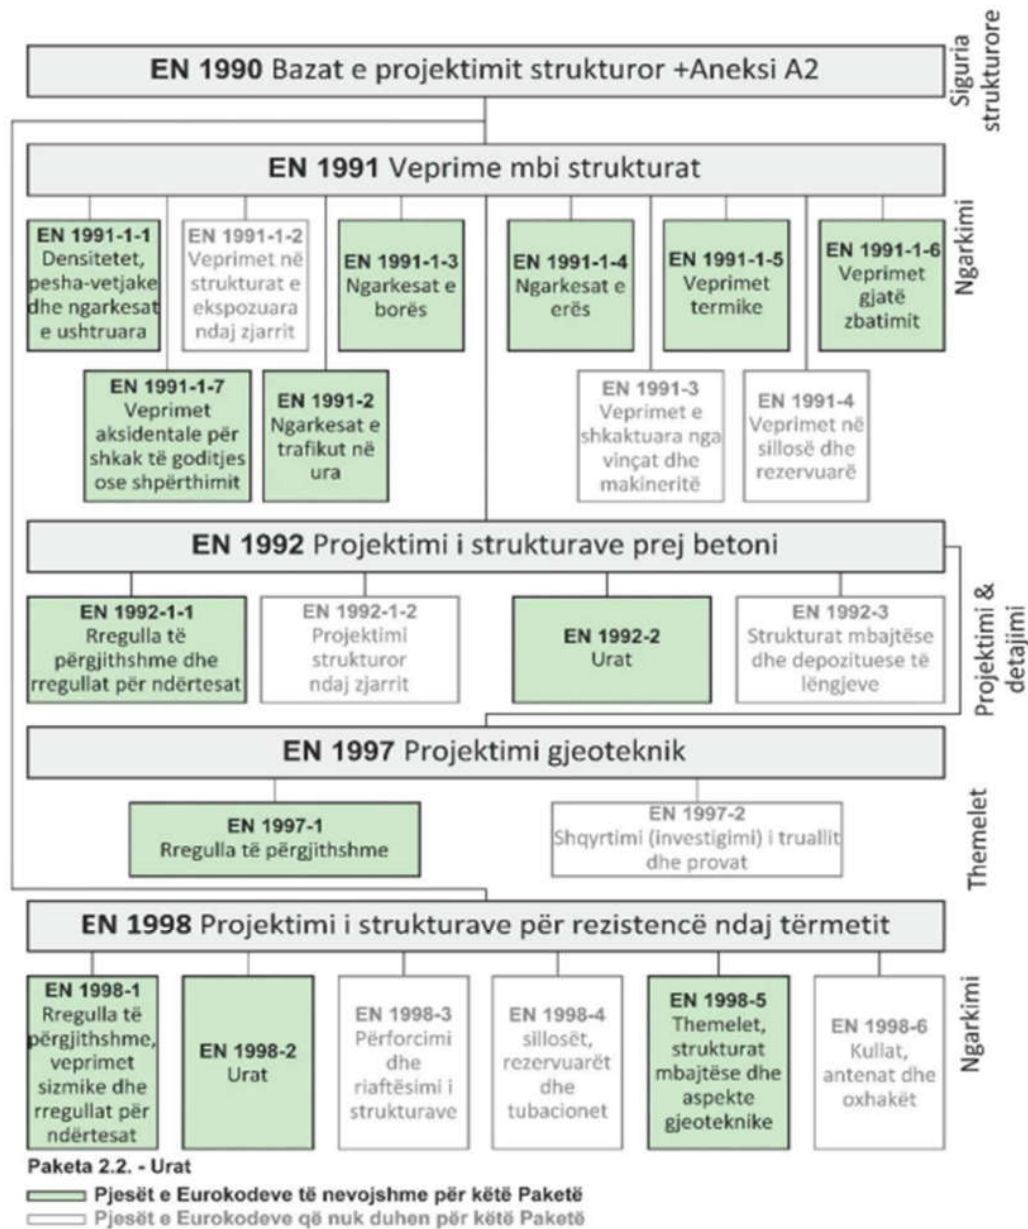 EN 1990 Bazat e projektimit strukturor +Aneksi A2
Siguria
strukturore
EN 1991 Veprime mbi strukturat
Ngarkimi
EN 1991-1-1
Densitetet,
pesha-vetjake
dhe ngarkesat
e ushtruara
EN 1991-1-2
Veprimet në
strukturat e
ekspozuara
ndaj zjarrit
EN 1991-1-3
Ngarkesat e
borës
EN 1991-1-4
Ngarkesat e
erës
EN 1991-1-5
Veprimet
termike
EN 1991-1-6
Veprimet
gjatë
zbatimit
EN 1991-1-7
Veprimet
aksidentale për
shkak të goditjes
ose shpërthimit
EN 1991-2
Ngarkesat e
trafikut në
ura
EN 1991-3
Veprimet e
shkaktuara nga
vinçat dhe
makineritë
EN 1991-4
Veprimet në
sillosë dhe
rezervuarë
EN 1992 Projektimi i strukturave prej betoni
Projektimi &
detajimi
EN 1992-1-1
Rregulla të
përgjithshme dhe
rregullat për ndërtesat
EN 1992-1-2
Projektimi
strukturor
ndaj zjarrit
EN 1992-2
Urat
EN 1992-3
Strukturat mbajtëse
dhe depozituese të
lëngjeve
EN 1997 Projektimi gjeoteknik
Themelet
EN 1997-1
Rregulla të përgjithshme
EN 1997-2
Shqyrtimi (investigimi) i truallit
dhe provat
EN 1998 Projektimi i strukturave për rezistencë ndaj tërmetit
Ngarkimi
EN 1998-1
Rregulla të
përgjithshme,
veprimet
sizmike dhe
rregullat për
ndërtesat
EN 1998-2
Urat
EN 1998-3
Përforcimi
dhe
riaftësimi i
strukturave
EN 1998-4
sillosët,
rezervuarët
dhe
tubacionet
EN 1998-5
Themelet,
strukturat
mbajtëse dhe
aspekte
gjeoteknike
EN 1998-6
Kullat,
antenat dhe
oxhakët
Paketa 2.2. - Urat
Pjesët e Eurokodeve të nevojshme për këtë Paketë
Pjesët e Eurokodeve që nuk duhen për këtë Paketë